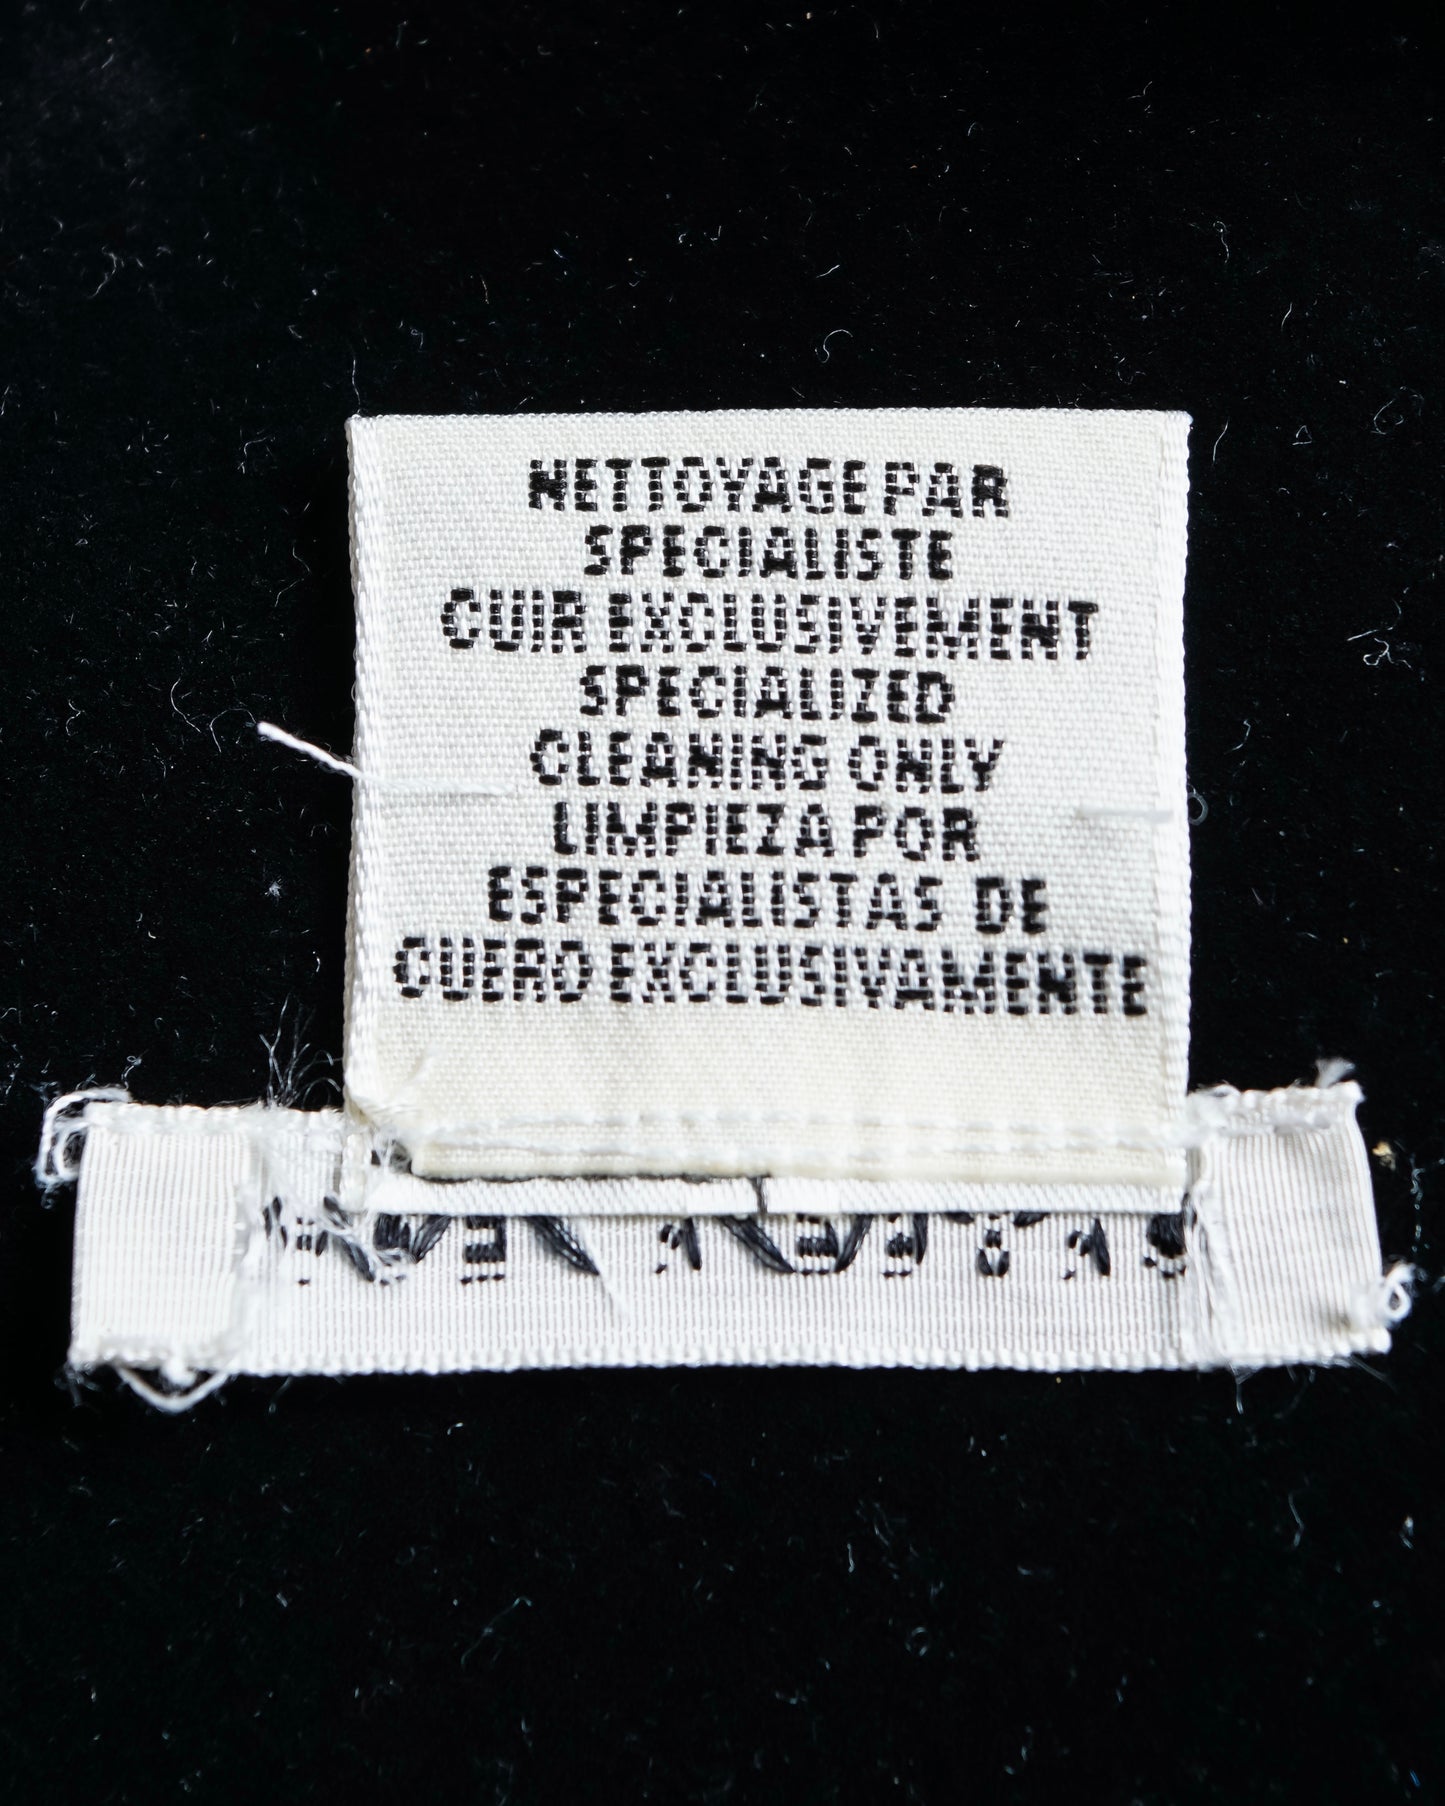 NETTOYAGE PAR
SPECIALISTE
CUIR EXCLUSIVEMENT
SPECIALIZED
CLEANING ONLY
LIMPIEZA POR
ESPECIALISTAS DE
CUERO EXCLUSIVAMENTE